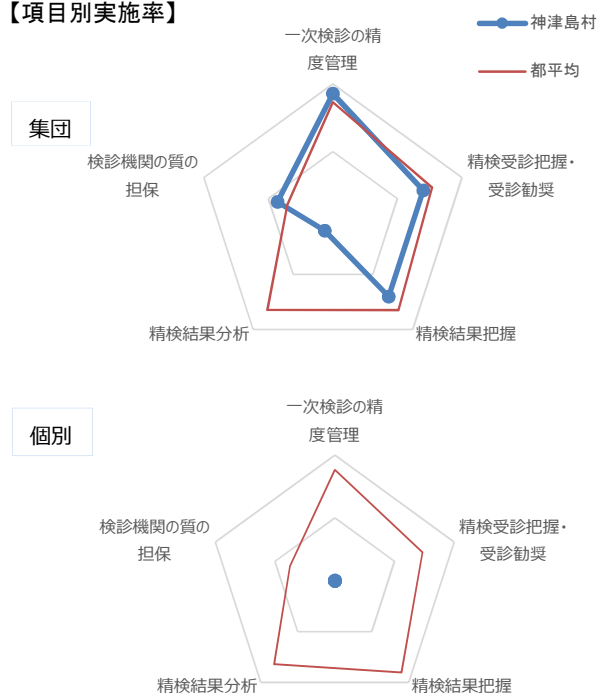 【項目別実施率】
神津島村
都平均
集団
一次検診の精
度管理
精検受診把握・
受診勧奨
精検結果把握
精検結果分析
検診機関の質の
担保
個別
一次検診の精
度管理
精検受診把握・
受診勧奨
精検結果把握
精検結果分析
検診機関の質の
担保